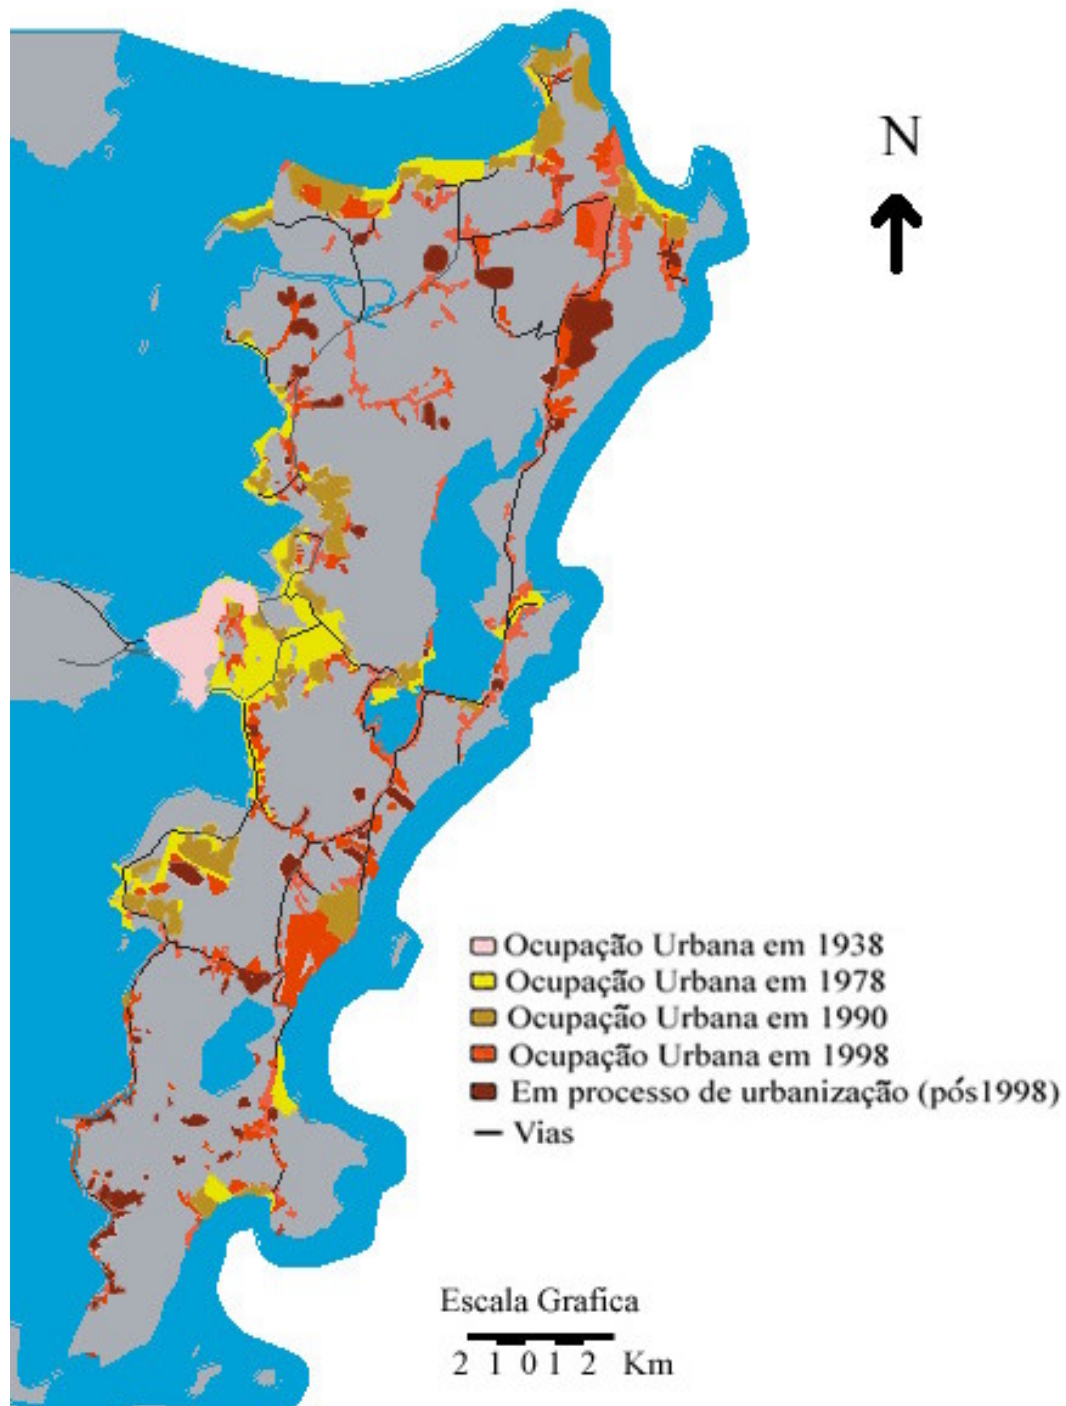 N
Ocupação Urbana em 1938
Ocupação Urbana em 1978
Ocupação Urbana em 1990
Ocupação Urbana em 1998
Em processo de urbanização (pós1998)
Vias
Escala Grafica
2 1 0 1 2 Km